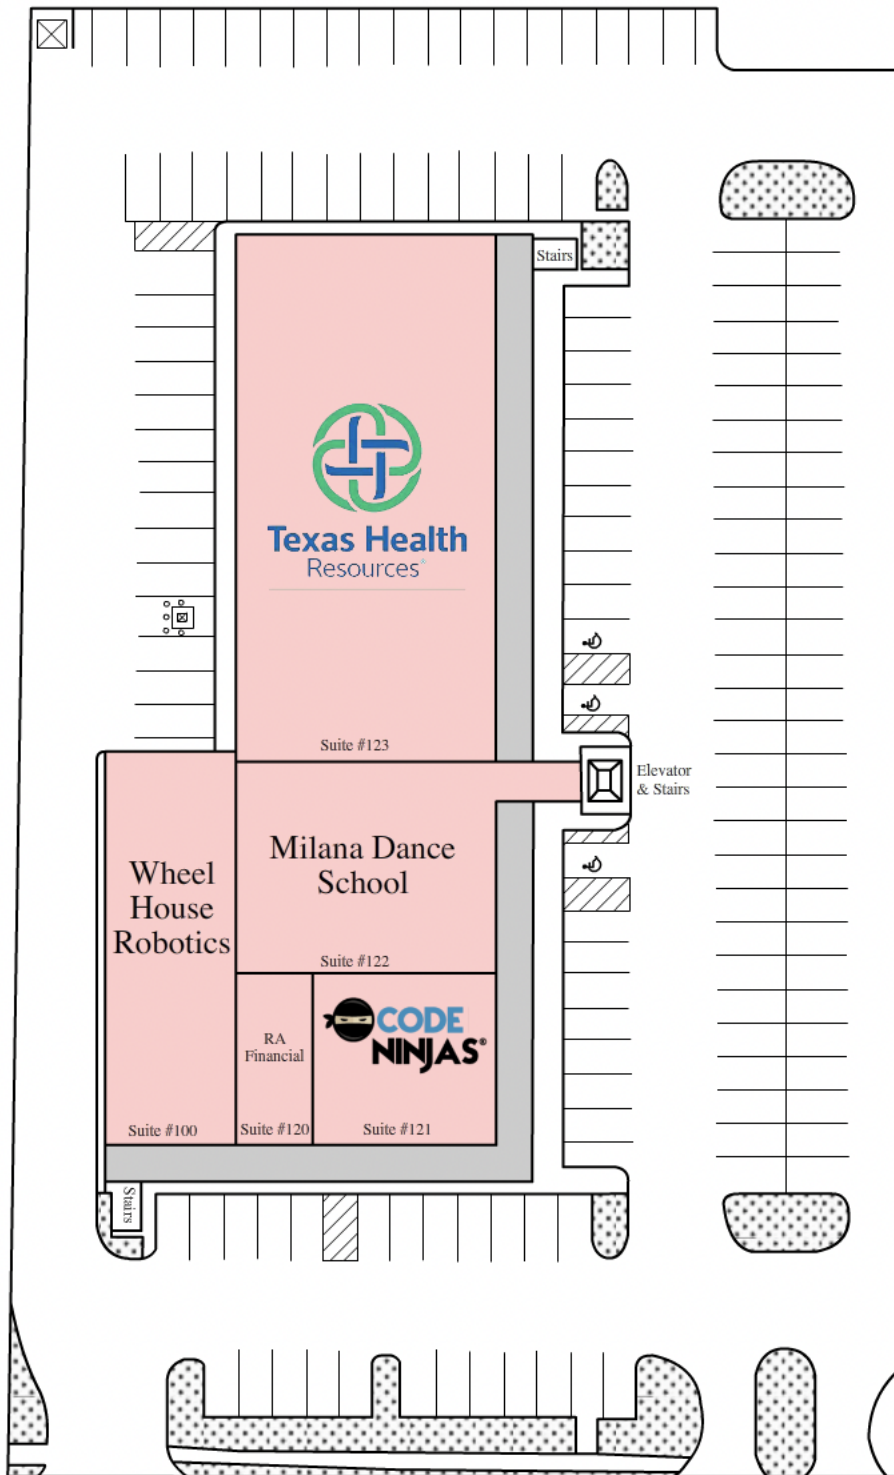 Stairs
Texas Health
Resources®
Suite #123
Elevator
& Stairs
Milana Dance
School
Suite #122
Wheel
House
Robotics
Suite #100
RA
Financial
Suite #120
CODE
NINJAS®
Suite #121
Stairs